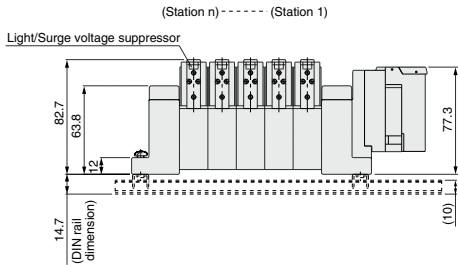 (Station n) ------ (Station 1)
Light/Surge voltage suppressor
82.7
63.8
12
77.3
14.7
(DIN rail
dimension)
(10)